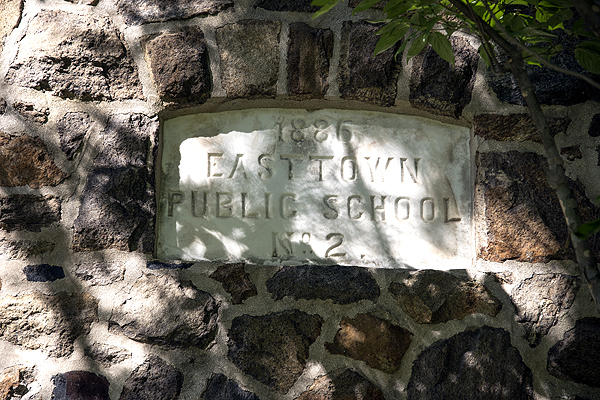 1886
EASTTOWN
PUBLIC SCHOOL
No. 2.